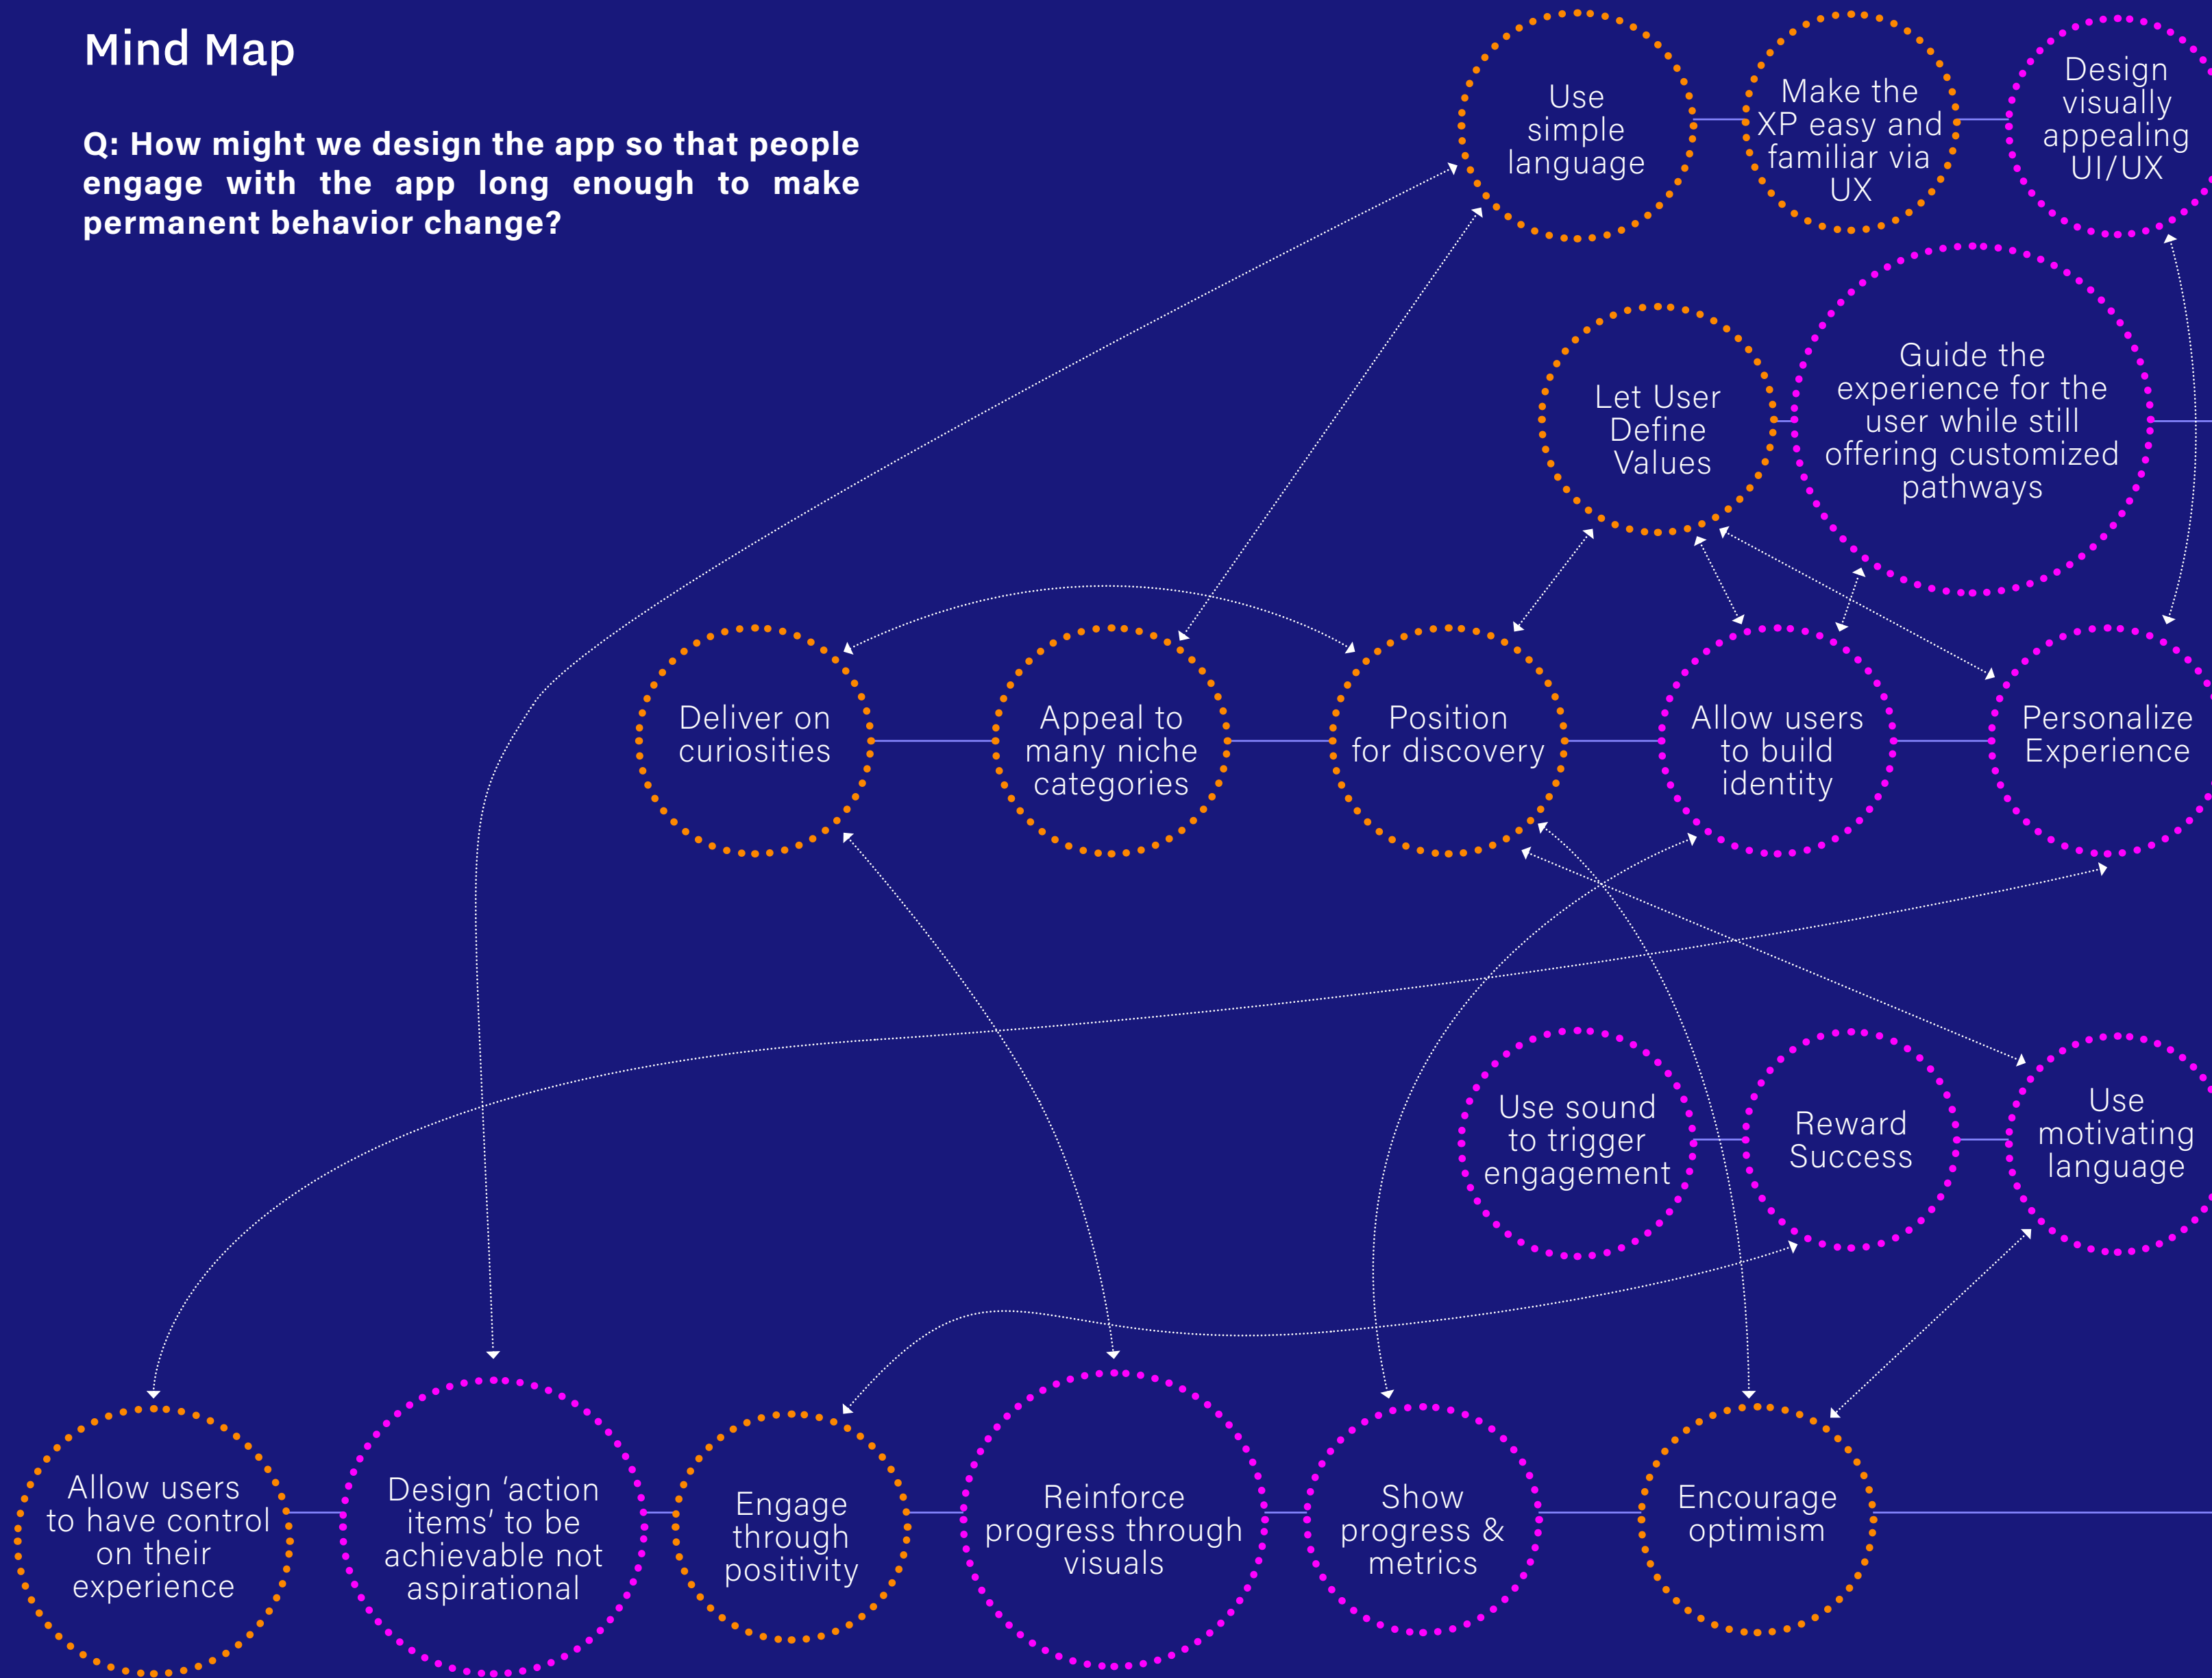 Mind Map
Q: How might we design the app so that people
engage with the app long enough to make
permanent behavior change?
Use
simple
language
Make the
XP easy and
familiar via
UX
Design
visually
appealing
UI/UX
Let User
Define
Values
Guide the
experience for the
user while still
offering customized
pathways
Deliver on
curiosities
Appeal to
many niche
categories
Position
for discovery
Allow users
to build
identity
Personalize
Experience
Use sound
to trigger
engagement
Reward
Success
Use
motivating
language
Allow users
to have control
on their
experience
Design ‘action
items’ to be
achievable not
aspirational
Engage
through
positivity
Reinforce
progress through
visuals
Show
progress &
metrics
Encourage
optimism